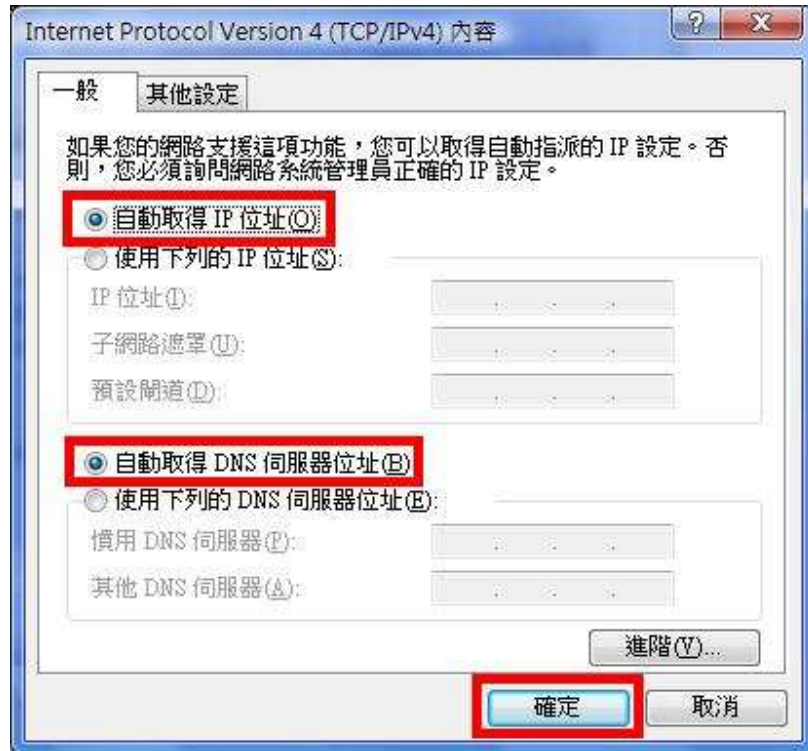 Internet Protocol Version 4 (TCP/IPv4) 內容
一般
其他設定
如果您的網路支援這項功能，您可以取得自動指派的 IP 設定。否
則，您必須詢問網路系統管理員正確的 IP 設定。
自動取得 IP 位址(O)
使用下列的 IP 位址(S):
IP 位址(I):
子網路遮罩(U):
預設閘道(D):
自動取得 DNS 伺服器位址(B)
使用下列的 DNS 伺服器位址(E):
慣用 DNS 伺服器(P):
其他 DNS 伺服器(A):
進階(V)...
確定
取消